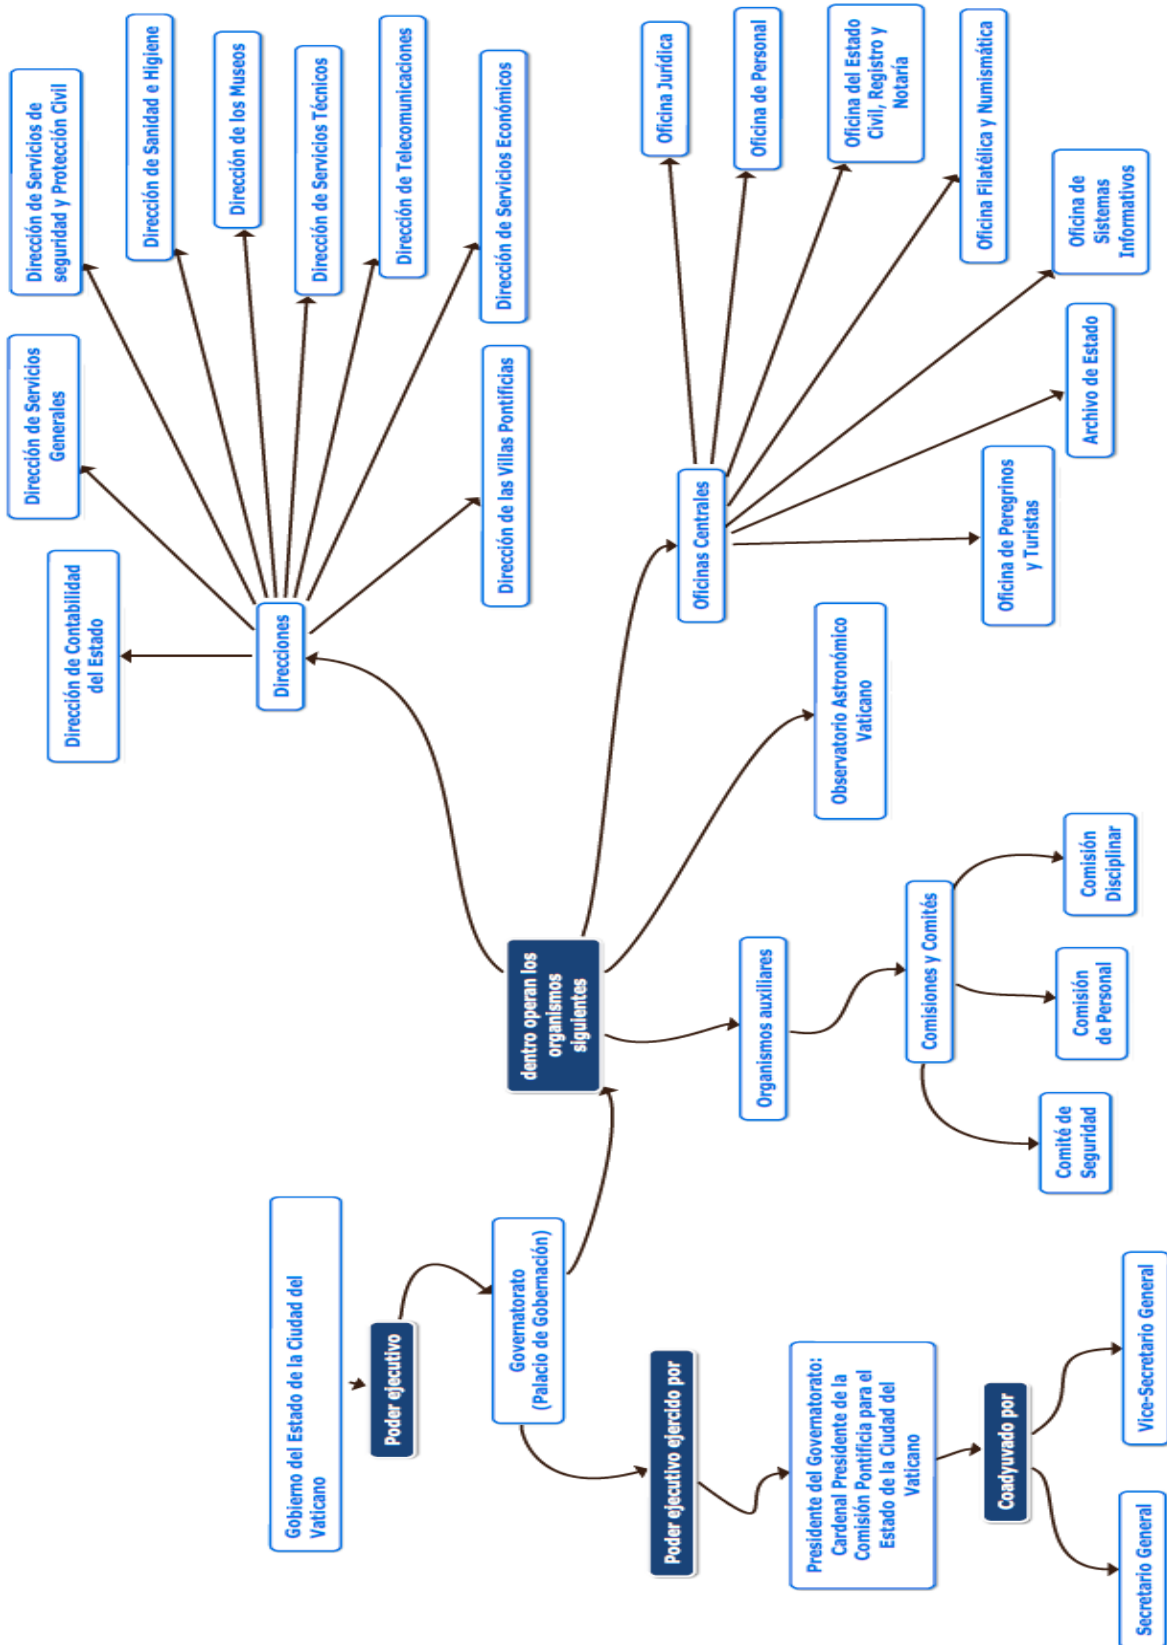 Gobierno del Estado de la Ciudad del
Vaticano
Poder ejecutivo
Governatorato
(Palacio de Gobernación)
Poder ejecutivo ejercido por
Presidente del Governatorato:
Cardenal Presidente de la
Comisión Pontificia para el
Estado de la Ciudad del
Vaticano
Coadyuvado por
Secretario General
Vice-Secretario General
dentro operan los
organismos
siguientes
Direcciones
Dirección de Contabilidad
del Estado
Dirección de Servicios
Generales
Dirección de Servicios de
seguridad y Protección Civil
Dirección de Sanidad e Higiene
Dirección de los Museos
Dirección de Servicios Técnicos
Dirección de Telecomunicaciones
Dirección de Servicios Económicos
Dirección de las Villas Pontificias
Oficinas Centrales
Oficina Jurídica
Oficina de Personal
Oficina del Estado
Civil, Registro y
Notaría
Oficina Filatélica y Numismática
Oficina de
Sistemas
Informativos
Archivo de Estado
Oficina de Peregrinos
y Turistas
Observatorio Astronómico
Vaticano
Organismos auxiliares
Comisiones y Comités
Comité de
Seguridad
Comisión
de Personal
Comisión
Disciplinar